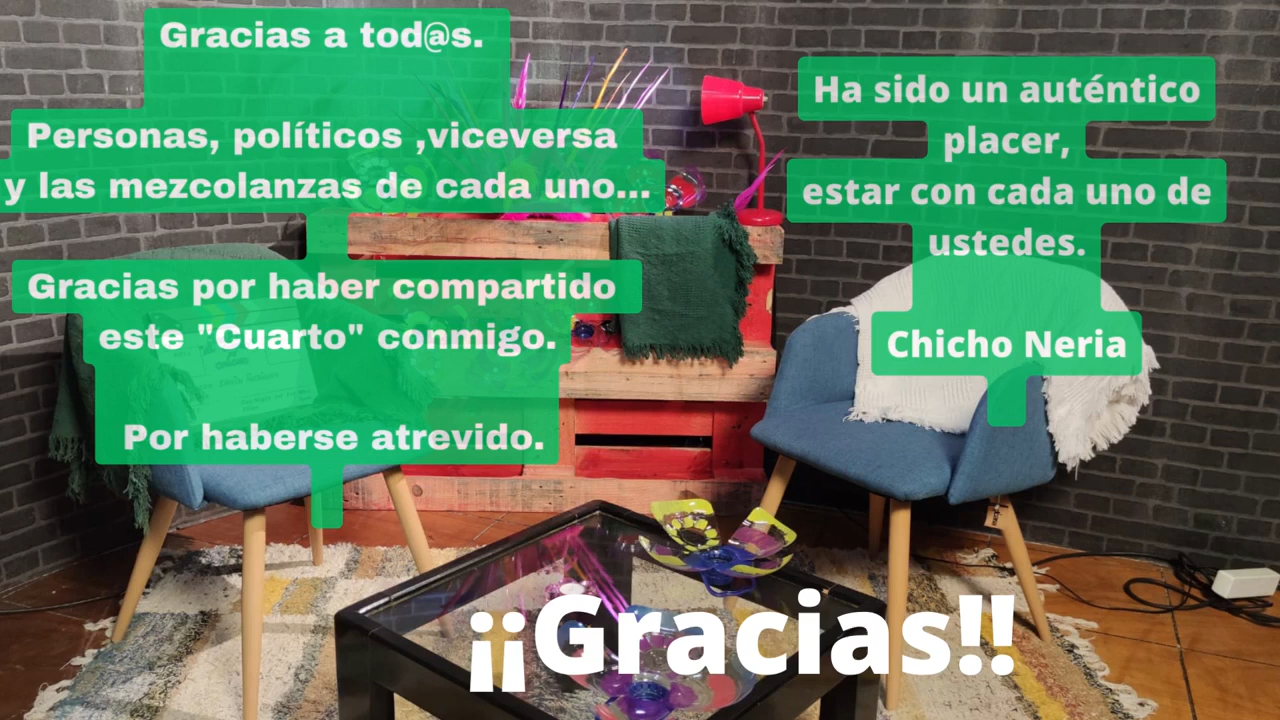 Gracias a tod@s.
Personas, políticos ,viceversa
y las mezcolanzas de cada uno...
Gracias por haber compartido
este "Cuarto" conmigo.
Por haberse atrevido.
Ha sido un auténtico
placer,
estar con cada uno de
ustedes.
Chicho Neria
¡¡Gracias!!